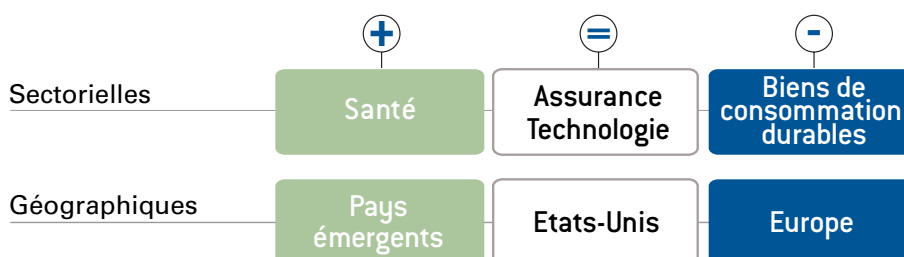 + = -
Sectorielles
Santé
Assurance
Technologie
Biens de
consommation
durables
Géographiques
Pays
émergents
Etats-Unis
Europe